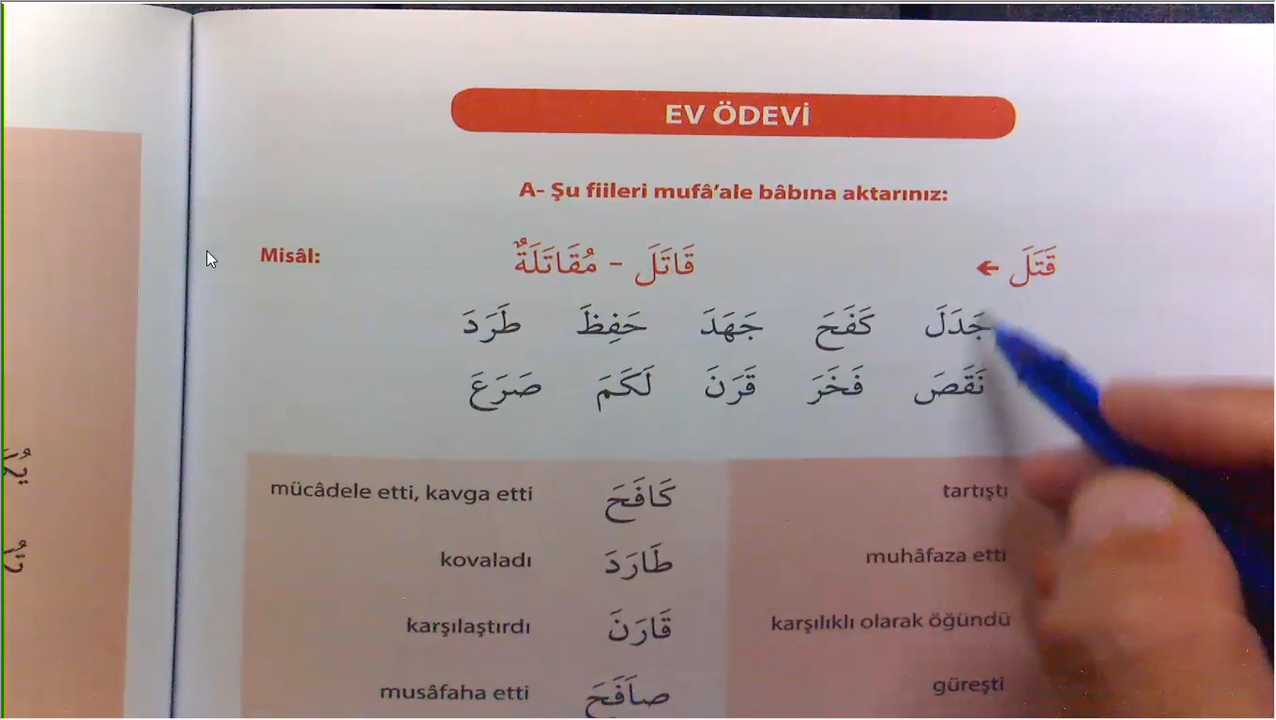 EV ÖDEVİ
A- Şu fiileri mufâ’ale bâbına aktarınız:
Misâl: قَتَلَ ← قَاتَلَ – مُقَاتَلَةٌ
جَدَلَ كَفَحَ جَهَدَ حَفِظَ طَرَدَ
نَقَصَ فَخَرَ قَرَنَ لَكَمَ صَرَعَ
mücâdele etti, kavga etti كَافَحَ tartıştı
kovaladı طَارَدَ muhâfaza etti
karşılaştırdı قَارَنَ karşılıklı olarak öğündü
musâfaha etti صَافَحَ güreşti